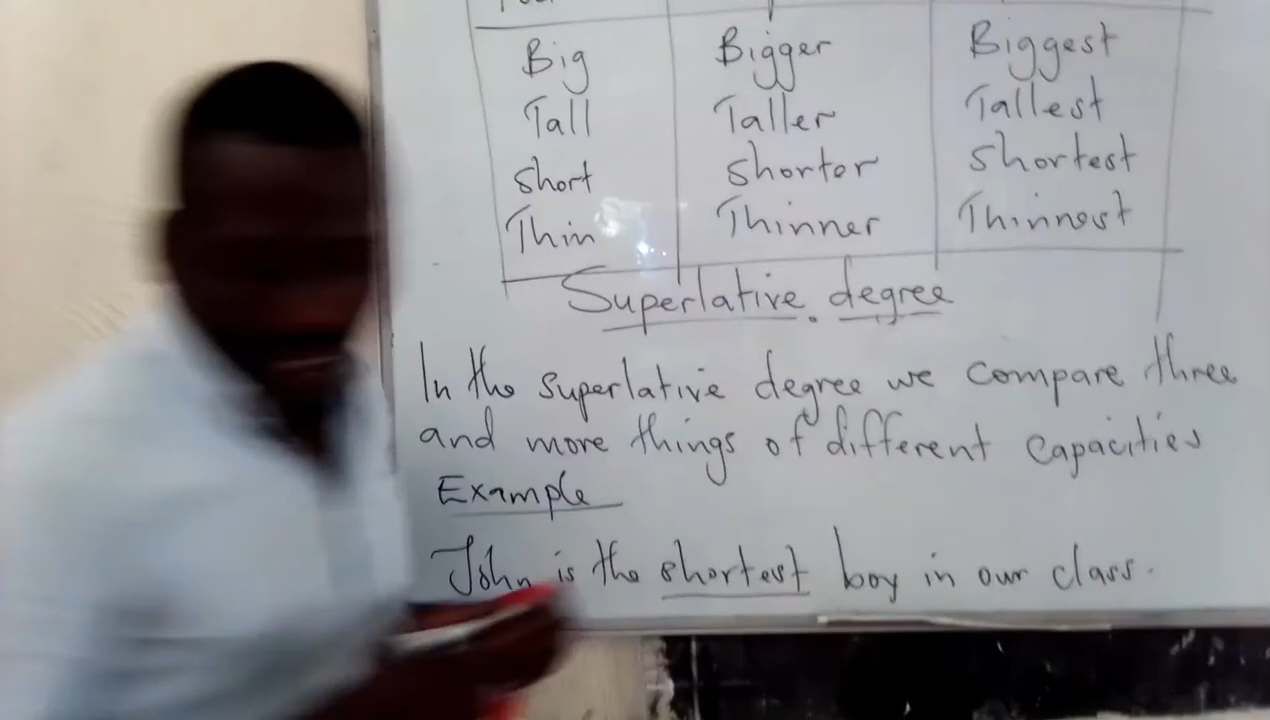 Big Bigger Biggest
Tall Taller Tallest
short shorter shortest
Thin Thinner Thinnest
Superlative degree
In the superlative degree we compare three
and more things of different capacities
Example
John is the shortest boy in our class.